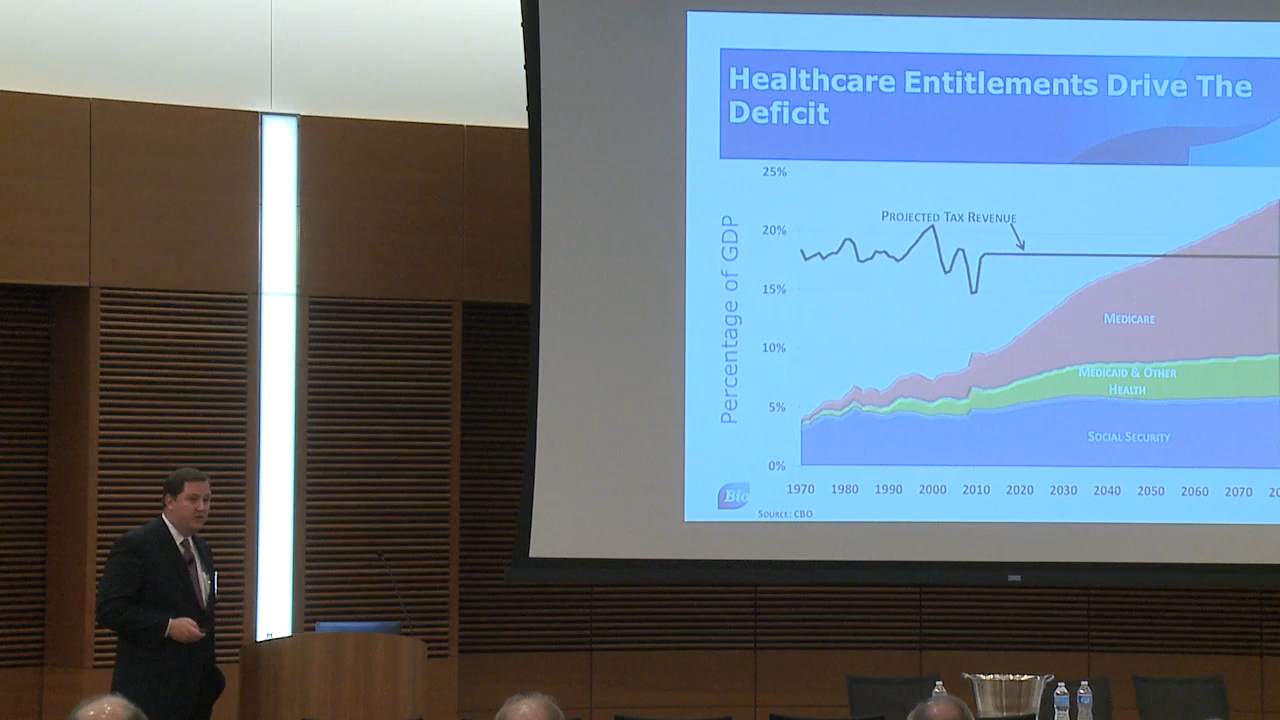 Healthcare Entitlements Drive The
Deficit
25%
PROJECTED TAX REVENUE
20%
15%
MEDICARE
10%
MEDICAID & OTHER
HEALTH
5%
SOCIAL SECURITY
0%
Percentage of GDP
1970 1980 1990 2000 2010 2020 2030 2040 2050 2060 2070
Bio
SOURCE: CBO